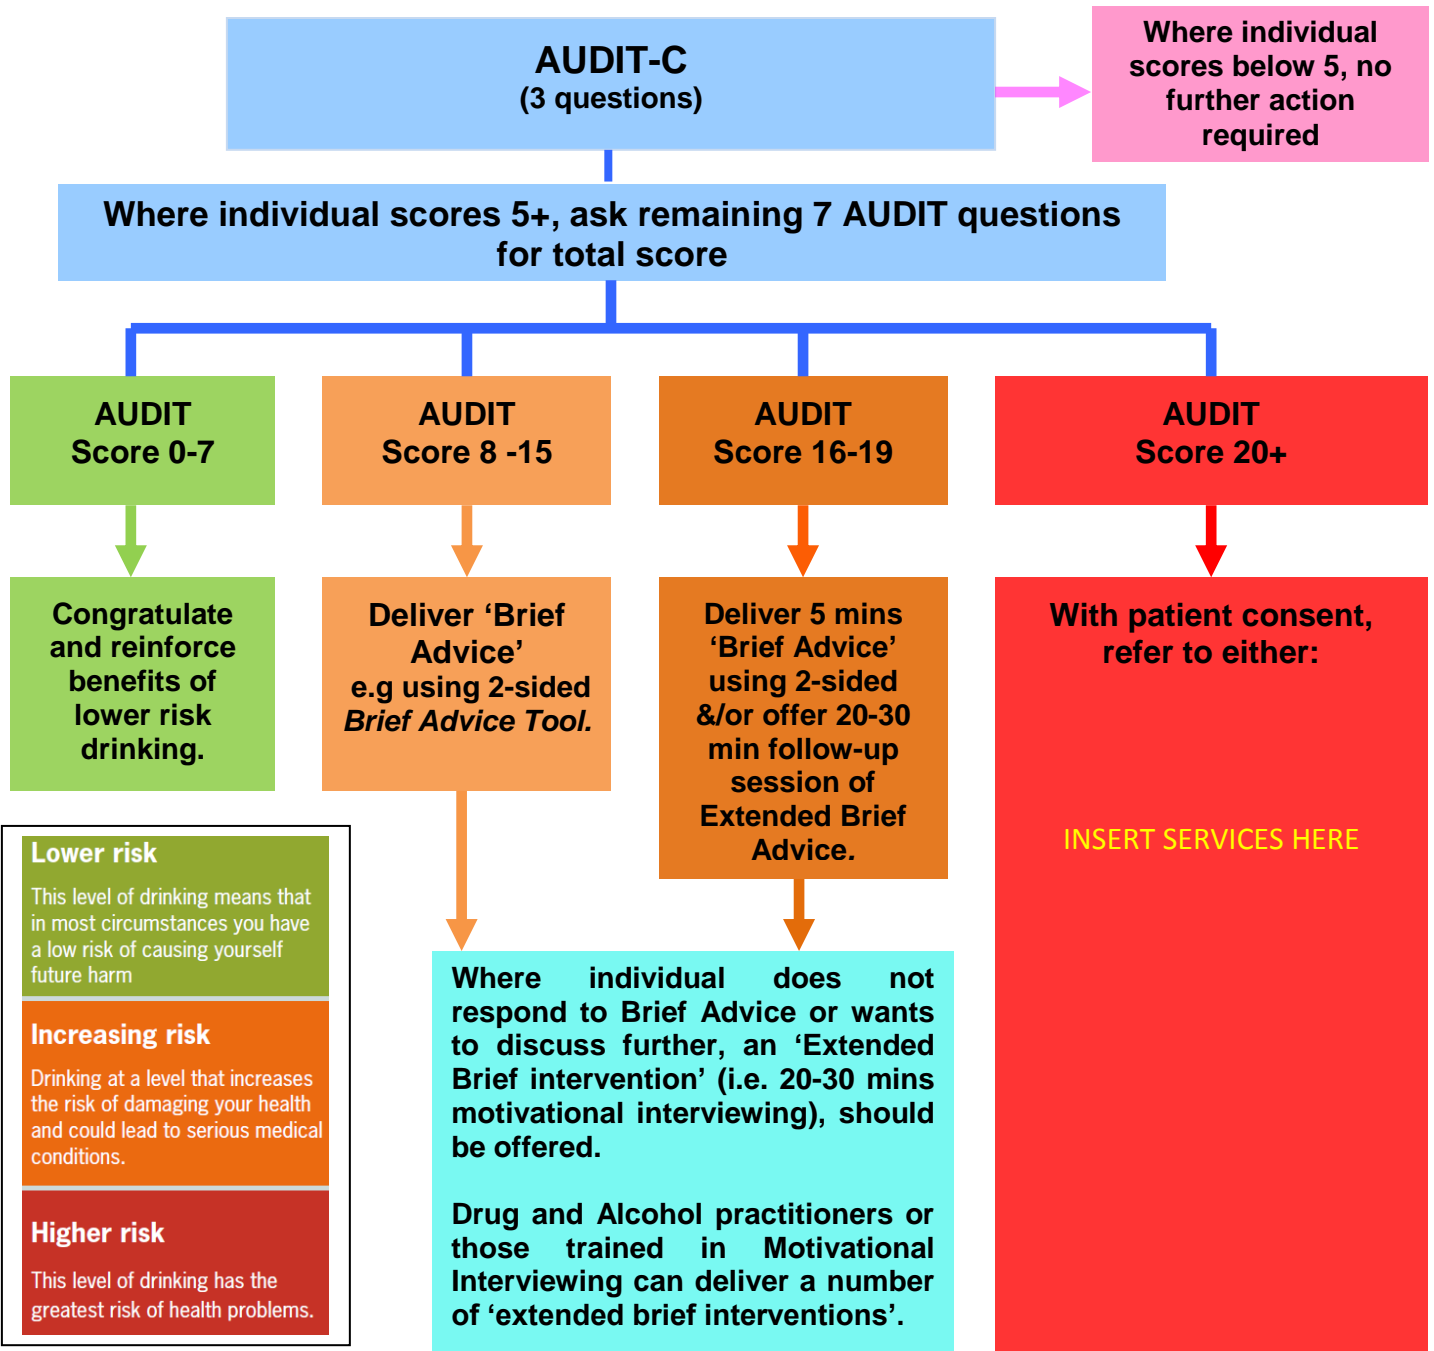 AUDIT-C
(3 questions)
Where individual
scores below 5, no
further action
required
Where individual scores 5+, ask remaining 7 AUDIT questions
for total score
AUDIT
Score 0-7
AUDIT
Score 8 -15
AUDIT
Score 16-19
AUDIT
Score 20+
Congratulate
and reinforce
benefits of
lower risk
drinking.
Deliver ‘Brief
Advice’
e.g using 2-sided
Brief Advice Tool.
Deliver 5 mins
‘Brief Advice’
using 2-sided
&/or offer 20-30
min follow-up
session of
Extended Brief
Advice.
With patient consent,
refer to either:
INSERT SERVICES HERE
Lower risk
This level of drinking means that
in most circumstances you have
a low risk of causing yourself
future harm
Increasing risk
Drinking at a level that increases
the risk of damaging your health
and could lead to serious medical
conditions.
Higher risk
This level of drinking has the
greatest risk of health problems.
Where individual does not
respond to Brief Advice or wants
to discuss further, an ‘Extended
Brief intervention’ (i.e. 20-30 mins
motivational interviewing), should
be offered.
Drug and Alcohol practitioners or
those trained in Motivational
Interviewing can deliver a number
of ‘extended brief interventions’.